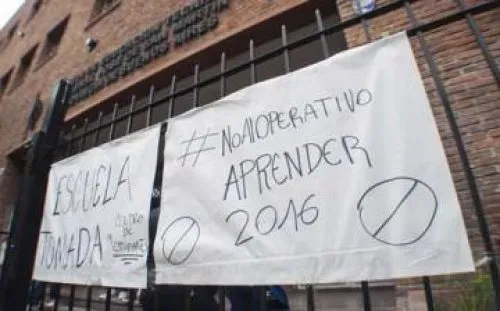 ESCUELA
TOMADA
CENTRO
DE
ESTUDIANTES
#NOAlOPERATIVO
APRENDER
2016